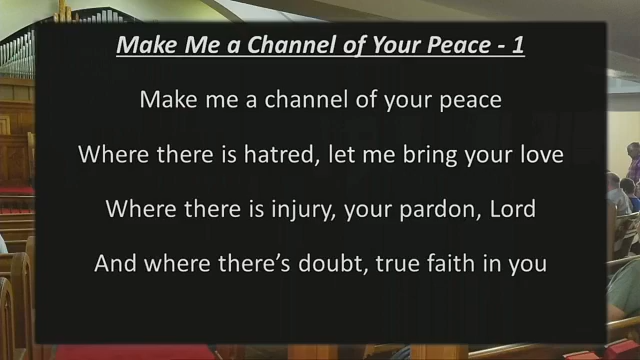 Make Me a Channel of Your Peace - 1
Make me a channel of your peace
Where there is hatred, let me bring your love
Where there is injury, your pardon, Lord
And where there’s doubt, true faith in you